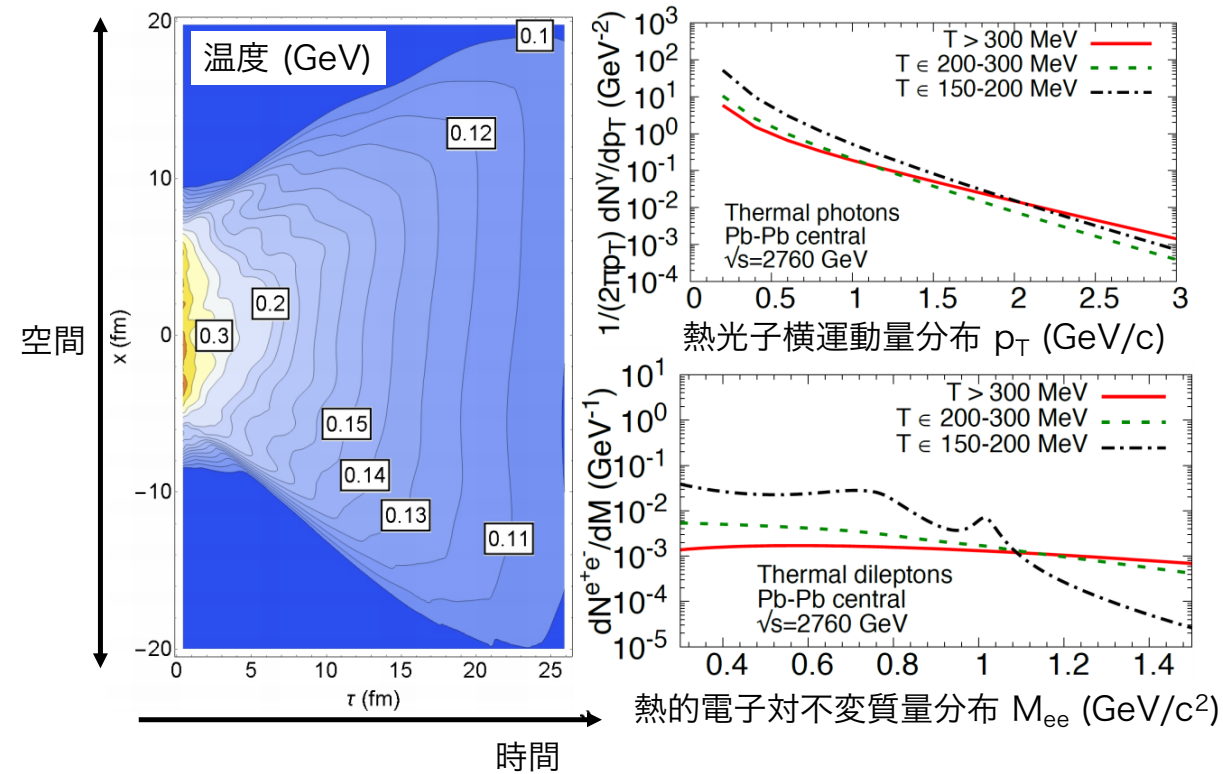 温度 (GeV)
0.1
0.12
0.2
0.3
0.15
0.14
0.13
0.11
20
10
0
−10
−20
x (fm)
空間
0 5 10 15 20 25
τ (fm)
時間
10³
10²
10¹
10⁰
10⁻¹
10⁻²
10⁻³
10⁻⁴
1/(2πp_T) dN^γ/dp_T (GeV⁻²)
T > 300 MeV
T ∈ 200-300 MeV
T ∈ 150-200 MeV
Thermal photons
Pb-Pb central
√s=2760 GeV
0 0.5 1 1.5 2 2.5 3
熱光子横運動量分布 p_T (GeV/c)
10¹
10⁰
10⁻¹
10⁻²
10⁻³
10⁻⁴
10⁻⁵
dN^e⁺e⁻/dM (GeV⁻¹)
T > 300 MeV
T ∈ 200-300 MeV
T ∈ 150-200 MeV
Thermal dileptons
Pb-Pb central
√s=2760 GeV
0.4 0.6 0.8 1 1.2 1.4
熱的電子対不変質量分布 M_ee (GeV/c²)